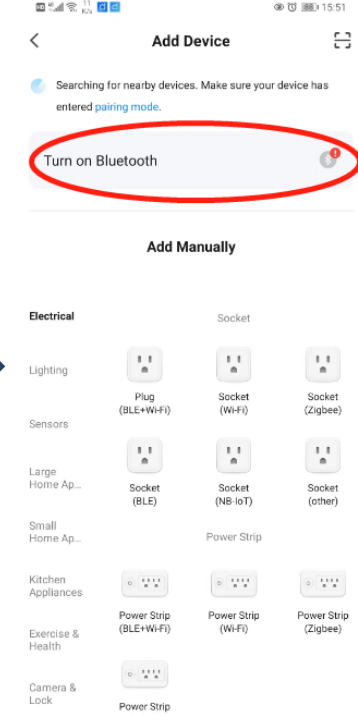 HD 11 K/s 15:51
Add Device
Searching for nearby devices. Make sure your device has
entered pairing mode.
Turn on Bluetooth
Add Manually
Electrical
Socket
Lighting
Plug
(BLE+Wi-Fi)
Socket
(Wi-Fi)
Socket
(Zigbee)
Sensors
Large
Home Ap...
Socket
(BLE)
Socket
(NB-IoT)
Socket
(other)
Small
Home Ap...
Power Strip
Kitchen
Appliances
Power Strip
(BLE+Wi-Fi)
Power Strip
(Wi-Fi)
Power Strip
(Zigbee)
Exercise &
Health
Camera &
Lock
Power Strip